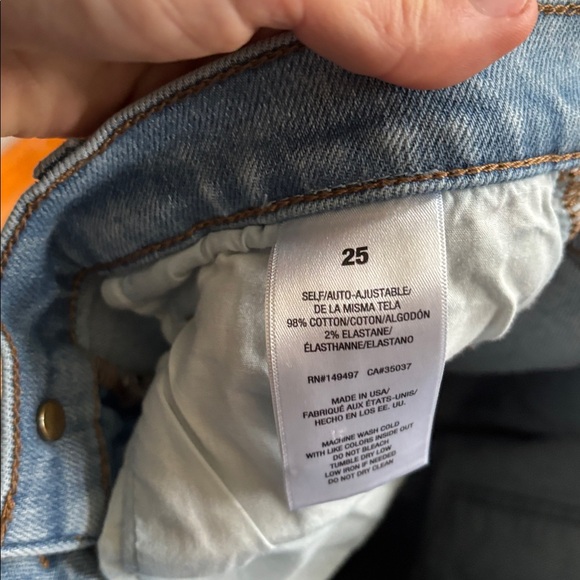 25
SELF/AUTO-AJUSTABLE/
DE LA MISMA TELA
98% COTTON/COTON/ALGODÓN
2% ELASTANE/
ÉLASTHANNE/ELASTANO
RN#149497 CA#35037
MADE IN USA/
FABRIQUÉ AUX ÉTATS-UNIS/
HECHO EN LOS EE. UU.
MACHINE WASH COLD
WITH LIKE COLORS INSIDE OUT
DO NOT BLEACH
TUMBLE DRY LOW
LOW IRON IF NEEDED
DO NOT DRY CLEAN